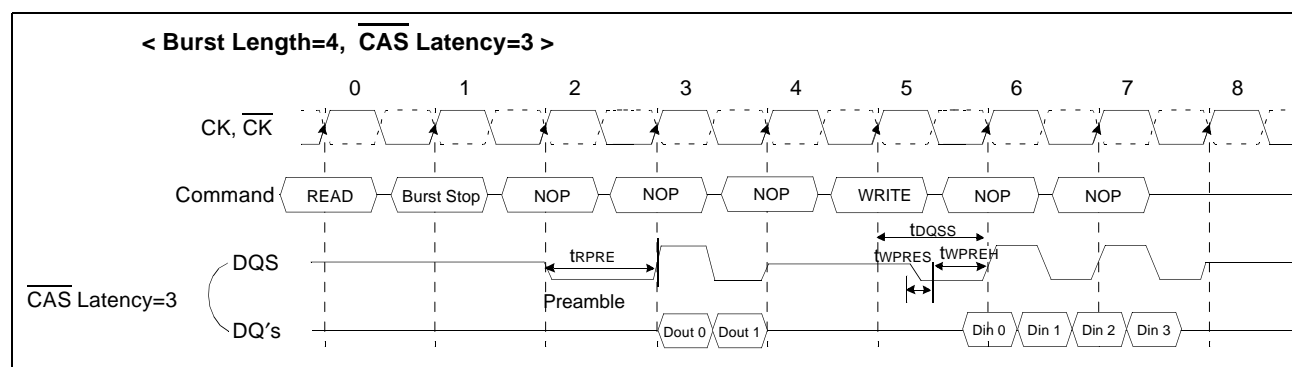 < Burst Length=4, CAS Latency=3 >
0 1 2 3 4 5 6 7 8
CK, CK
Command READ Burst Stop NOP NOP NOP WRITE NOP NOP
tDQSS
DQS tRPRE tWPRES tWPREH
CAS Latency=3 Preamble
DQ′s Dout 0 Dout 1 Din 0 Din 1 Din 2 Din 3